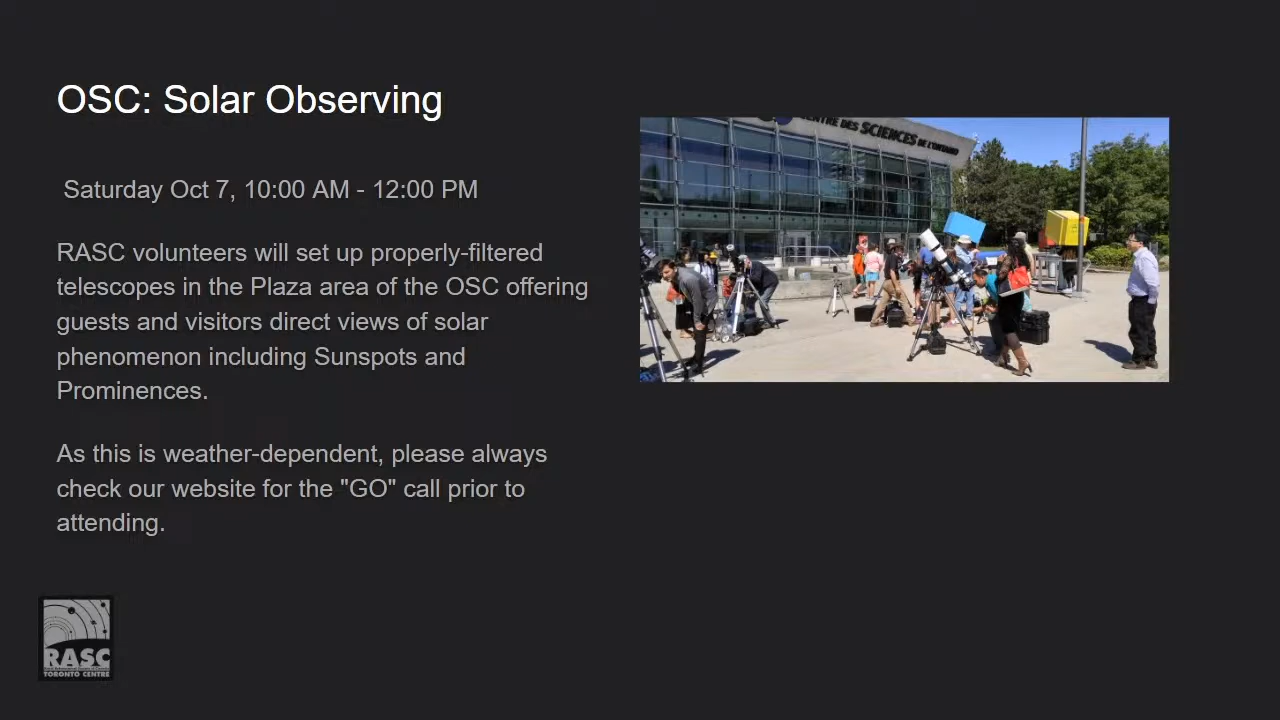 OSC: Solar Observing
Saturday Oct 7, 10:00 AM - 12:00 PM
RASC volunteers will set up properly-filtered
telescopes in the Plaza area of the OSC offering
guests and visitors direct views of solar
phenomenon including Sunspots and
Prominences.
As this is weather-dependent, please always
check our website for the "GO" call prior to
attending.
CENTRE DES SCIENCES DE L'ONTARIO
RASC
TORONTO CENTRE